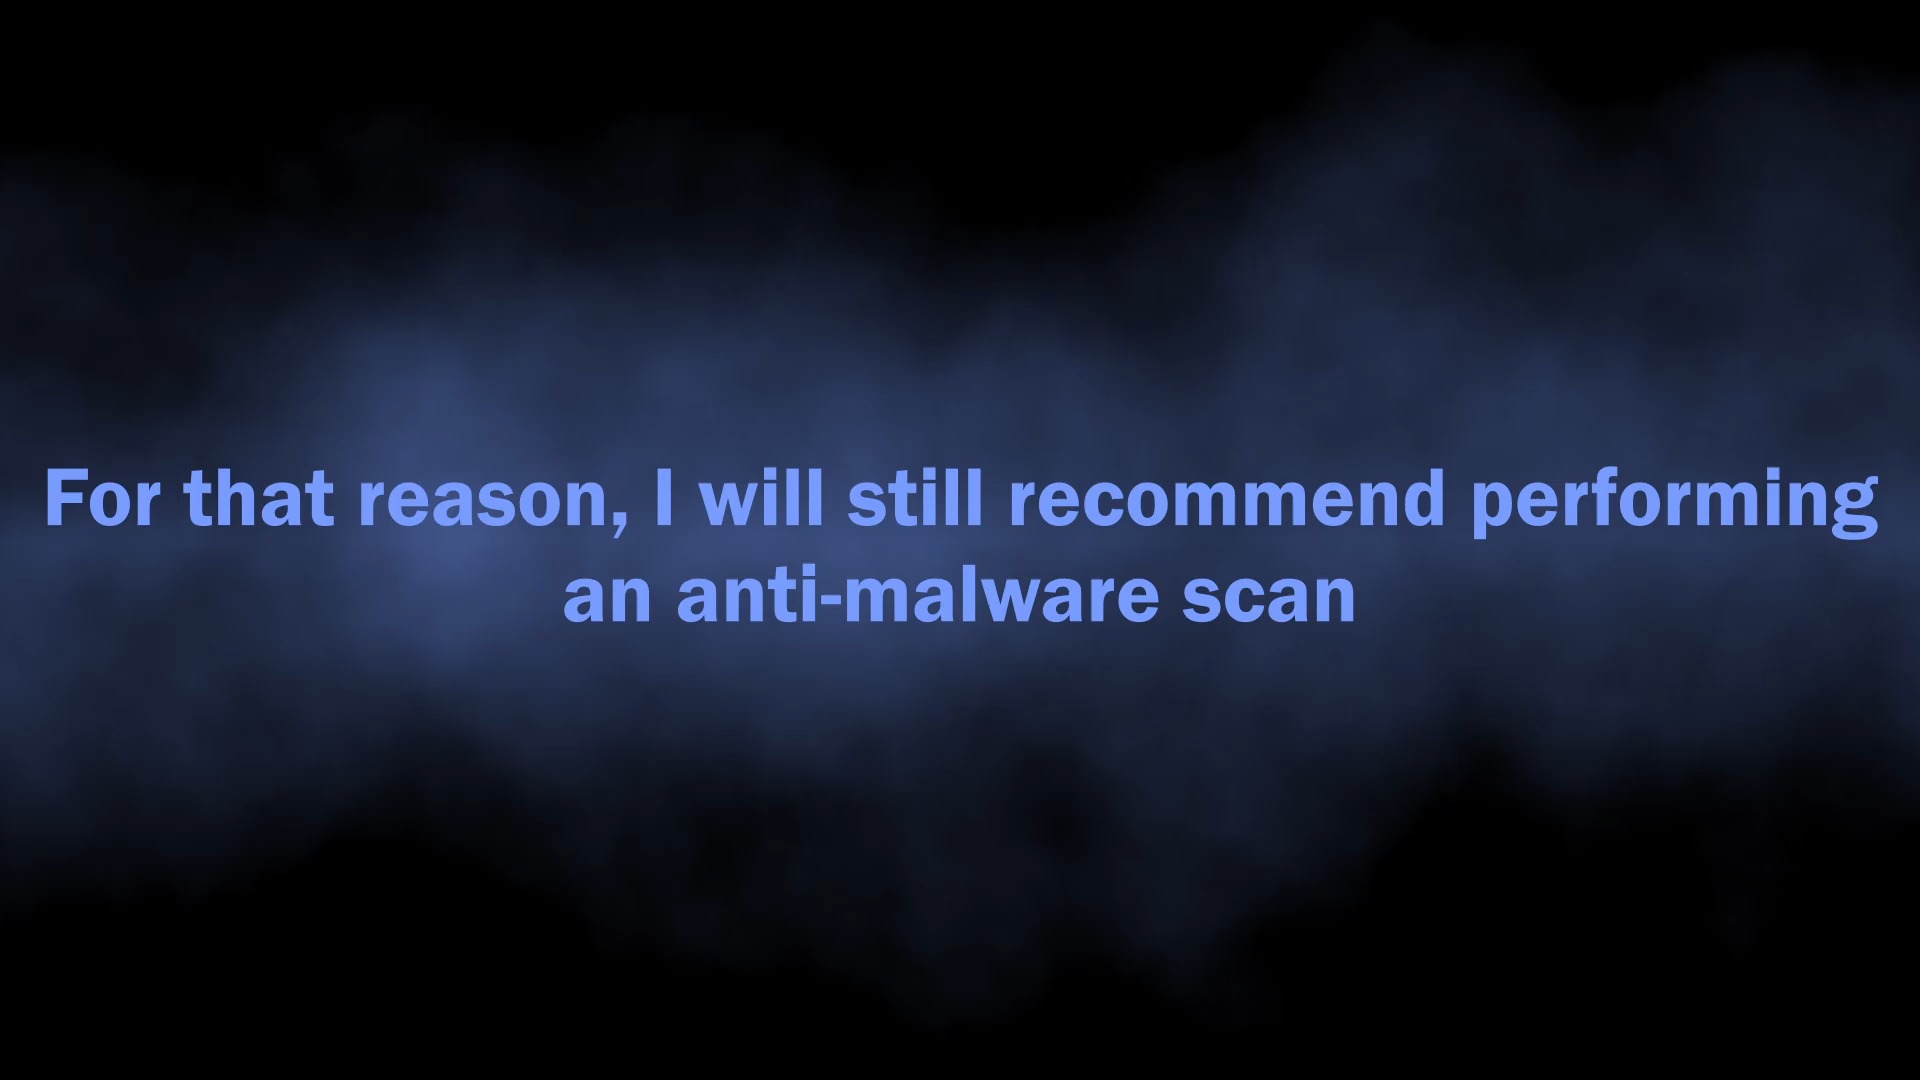 For that reason, I will still recommend performing
an anti-malware scan